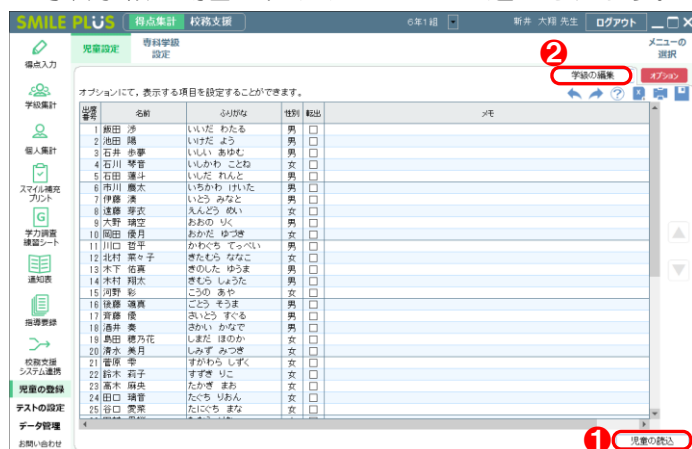 SMILE PLUS 得点集計 校務支援 6年1組 新井 大翔 先生 ログアウト
得点入力
学級集計
個人集計
スマイル補充
プリント
学力調査
練習シート
通知表
指導要録
校務支援
システム連携
児童の登録
テストの設定
データ管理
お問い合わせ
児童設定 専科学級
設定
メニューの
選択
❷
学級の編集 オプション
オプションにて，表示する項目を設定することができます。
出席
番号 名前 ふりがな 性別 転出 メモ
1 飯田 渉 いいだ わたる 男
2 池田 陽 いけだ よう 男
3 石井 歩夢 いしい あゆむ 男
4 石川 琴音 いしかわ ことね 女
5 石田 蓮斗 いしだ れんと 男
6 市川 慶太 いちかわ けいた 男
7 伊藤 湊 いとう みなと 男
8 遠藤 芽衣 えんどう めい 女
9 大野 璃空 おおの りく 男
10 岡田 優月 おかだ ゆづき 女
11 川口 哲平 かわぐち てっぺい 男
12 北村 菜々子 きたむら ななこ 女
13 木下 佑真 きのした ゆうま 男
14 木村 翔太 きむら しょうた 男
15 河野 彩 こうの あや 女
16 後藤 颯真 ごとう そうま 男
17 斉藤 優 さいとう すぐる 男
18 酒井 奏 さかい かなで 男
19 島田 穂乃花 しまだ ほのか 女
20 清水 美月 しみず みつき 女
21 菅原 雫 すがわら しずく 女
22 鈴木 莉子 すずき りこ 女
23 高木 麻央 たかぎ まお 女
24 田口 璃音 たぐち りおん 女
25 谷口 愛菜 たにぐち まな 女
❶ 児童の読込